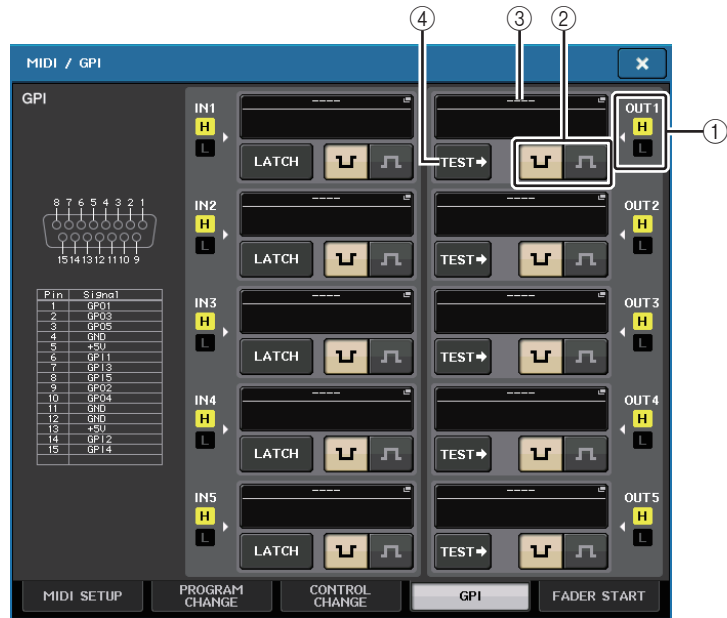 ④ ③ ②
MIDI / GPI ×
GPI
8 7 6 5 4 3 2 1
15 14 13 12 11 10 9
Pin Signal
1 GPO1
2 GPO3
3 GPO5
4 GND
5 +5V
6 GPI1
7 GPI3
8 GPI5
9 GPO2
10 GPO4
11 GND
12 GND
13 +5V
14 GPI2
15 GPI4
IN1 ---- ---- OUT1
H H ①
L LATCH TEST→ L
IN2 ---- ---- OUT2
H H
L LATCH TEST→ L
IN3 ---- ---- OUT3
H H
L LATCH TEST→ L
IN4 ---- ---- OUT4
H H
L LATCH TEST→ L
IN5 ---- ---- OUT5
H H
L LATCH TEST→ L
MIDI SETUP PROGRAM CHANGE CONTROL CHANGE GPI FADER START